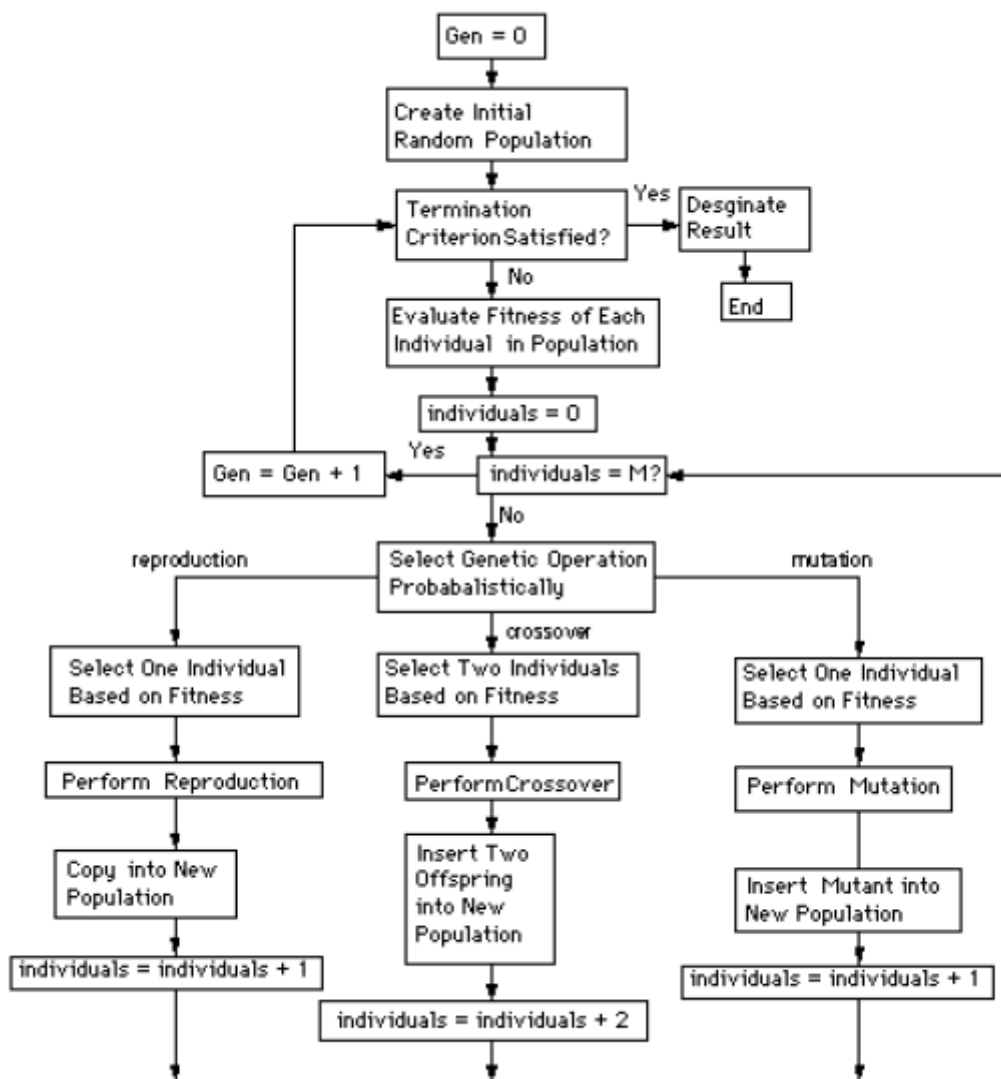 Gen = 0
Create Initial
Random Population
Termination
Criterion Satisfied?
Yes
Desginate
Result
End
No
Evaluate Fitness of Each
Individual in Population
individuals = 0
Yes
Gen = Gen + 1
individuals = M?
No
reproduction
Select Genetic Operation
Probabalistically
mutation
crossover
Select One Individual
Based on Fitness
Select Two Individuals
Based on Fitness
Select One Individual
Based on Fitness
Perform Reproduction
Perform Crossover
Perform Mutation
Copy into New
Population
Insert Two
Offspring
into New
Population
Insert Mutant into
New Population
individuals = individuals + 1
individuals = individuals + 2
individuals = individuals + 1